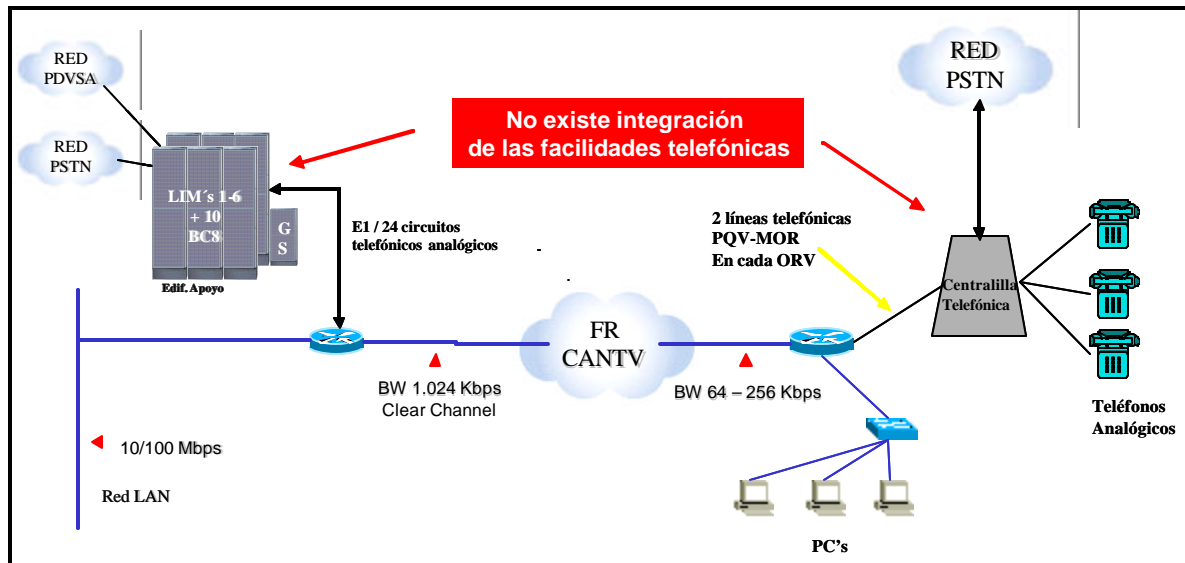 RED
PDVSA
RED
PSTN
LIM´s 1-6
+ 10
BC8
G
S
Edif. Apoyo
No existe integración
de las facilidades telefónicas
RED
PSTN
E1 / 24 circuitos
telefónicos analógicos
2 líneas telefónicas
PQV-MOR
En cada ORV
Centralilla
Telefónica
FR
CANTV
BW 1.024 Kbps
Clear Channel
BW 64 – 256 Kbps
Teléfonos
Analógicos
10/100 Mbps
Red LAN
PC's